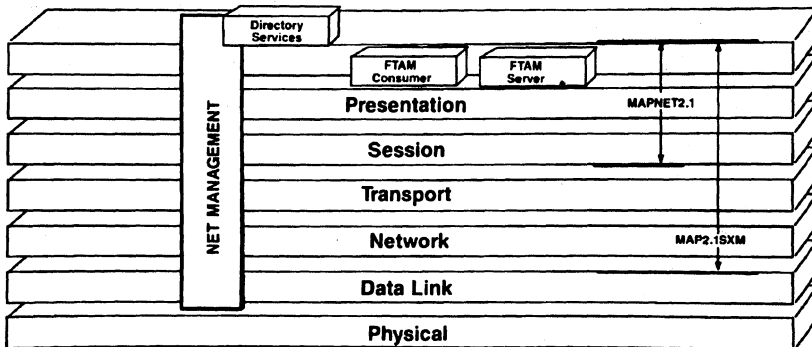 Directory
Services
FTAM
Consumer
FTAM
Server
Presentation
MAPNET2.1
Session
NET MANAGEMENT
Transport
Network
MAP2.1SXM
Data Link
Physical